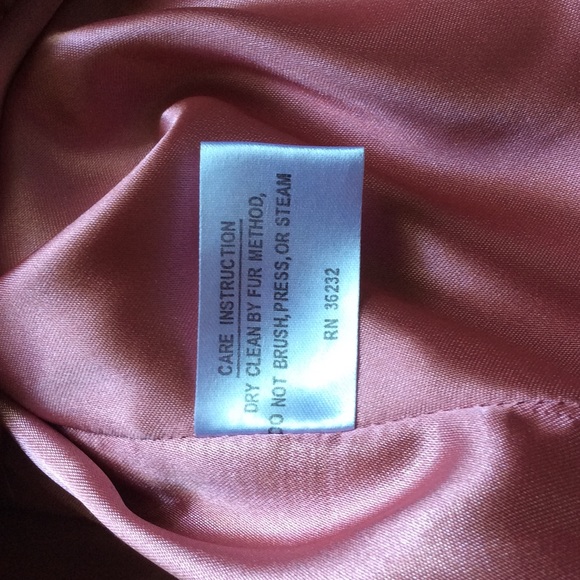 CARE INSTRUCTION
DRY CLEAN BY FUR METHOD,
DO NOT BRUSH,PRESS,OR STEAM
RN 36232